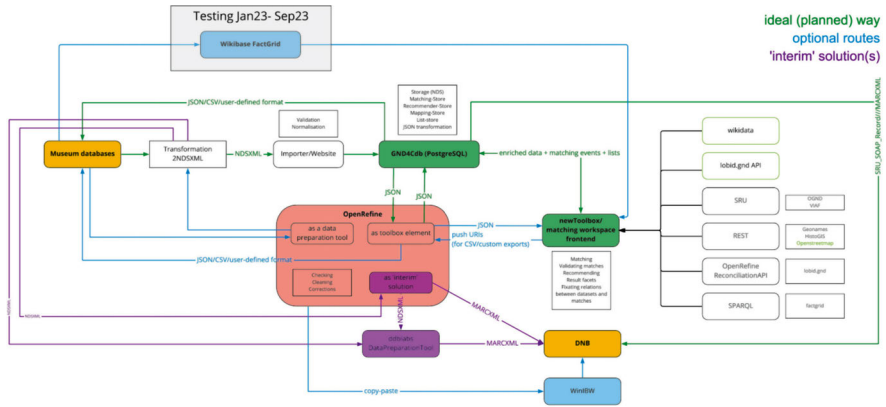 Testing Jan23- Sep23
Wikibase FactGrid
ideal (planned) way
optional routes
'interim' solution(s)
JSON/CSV/user-defined format
Validation
Normalisation
Storage (NDS)
Matching-Store
Recommender-Store
Mapping-Store
List-store
JSON transformation
SRU_SOAP_Record///MARCXML
Museum databases
Transformation
2NDSXML
NDSXML
Importer/Website
GND4Cdb (PostgreSQL)
enriched data + matching events + lists
wikidata
lobid.gnd API
JSON
JSON
SRU
OGND
VIAF
OpenRefine
as a data
preparation tool
as toolbox element
JSON
push URIs
(for CSV/custom exports)
newToolbox/
matching workspace
frontend
REST
Geonames
HistoGIS
Openstreetmap
JSON/CSV/user-defined format
Checking
Cleaning
Corrections
as 'interim'
solution
Matching
Validating matches
Recommending
Result facets
Fixating relations
between datasets and
matches
OpenRefine
ReconciliationAPI
lobid.gnd
SPARQL
factgrid
NDSXML
NDSXML
NDSXML
MARCXML
DataPreparationTool
MARCXML
DNB
copy-paste
WinIBW